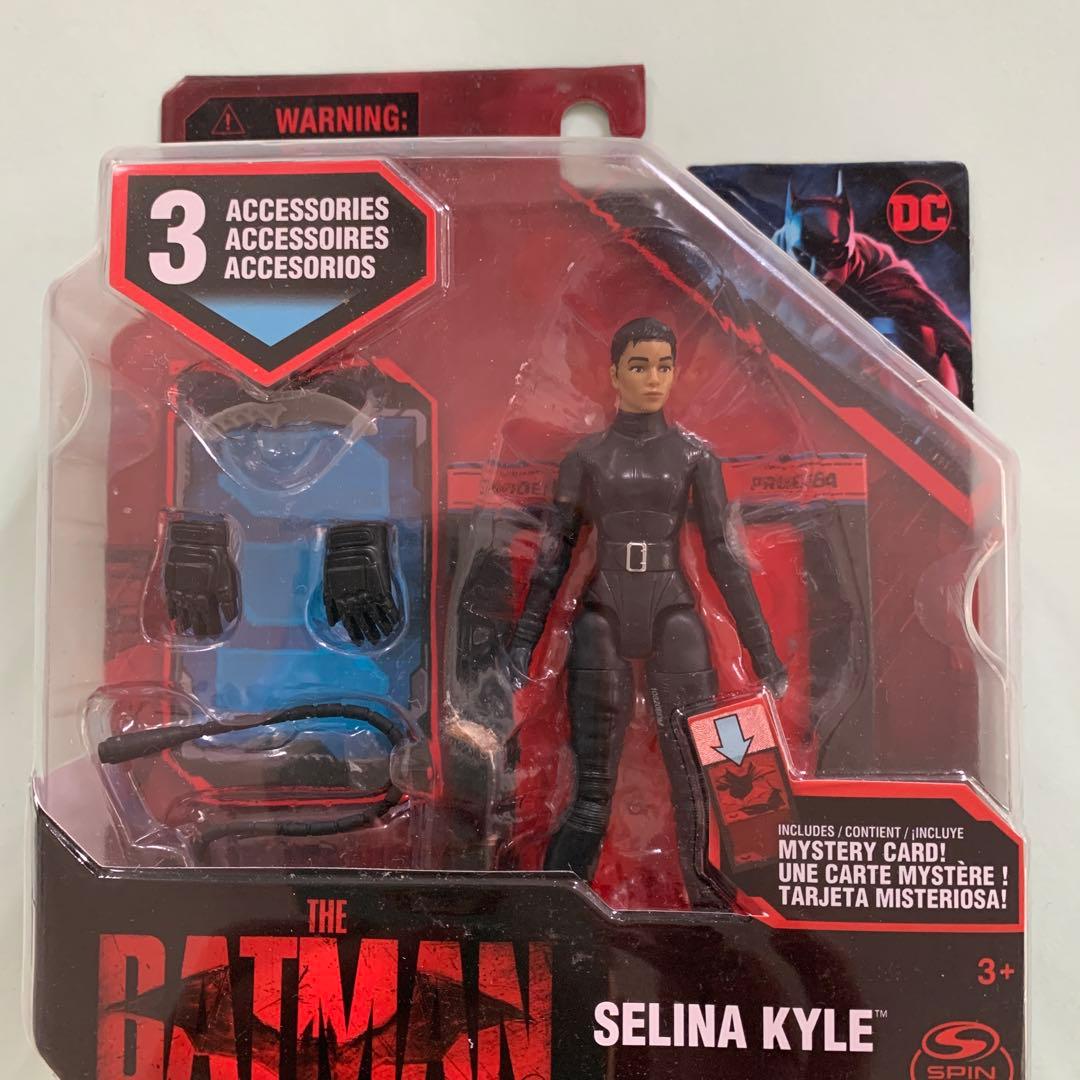 WARNING:
3
ACCESSORIES
ACCESSOIRES
ACCESORIOS
DC
PRUEBA
INCLUDES / CONTIENT / ¡INCLUYE
MYSTERY CARD!
UNE CARTE MYSTÈRE !
TARJETA MISTERIOSA!
THE
BATMAN
3+
SELINA KYLE™
SPIN